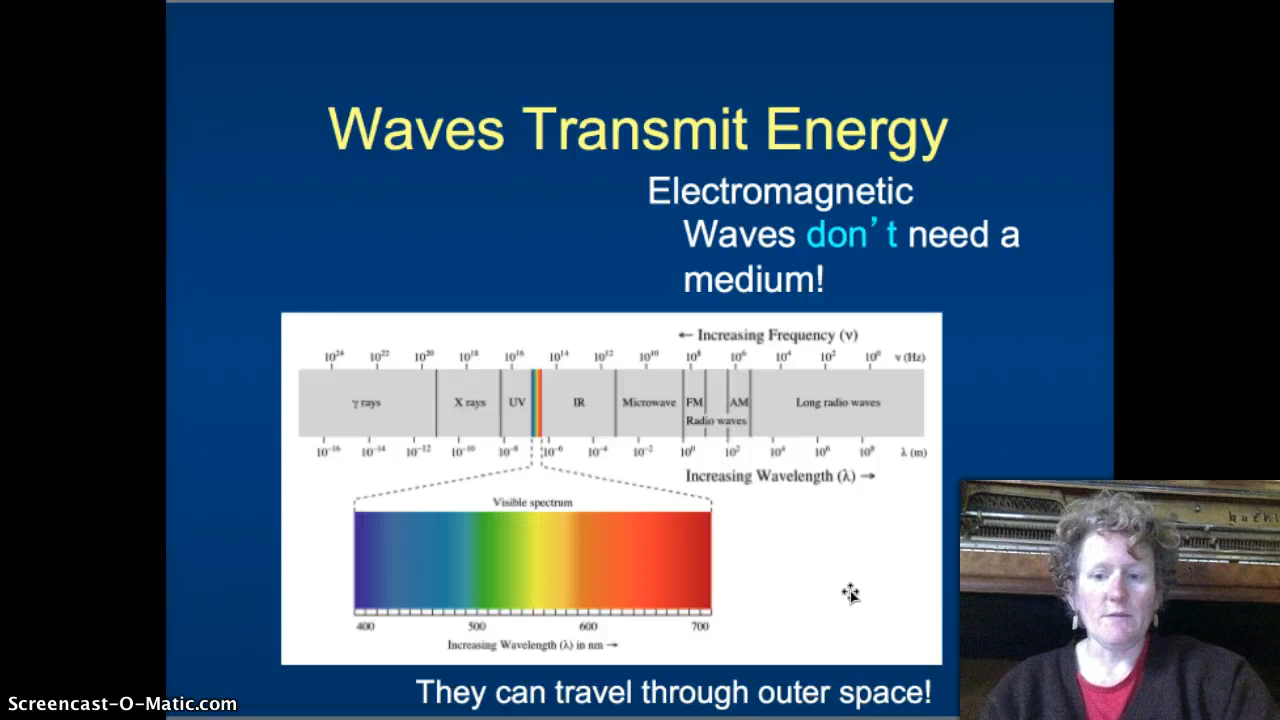 Waves Transmit Energy
Electromagnetic
Waves don't need a
medium!
← Increasing Frequency (ν)
10²⁴ 10²² 10²⁰ 10¹⁸ 10¹⁶ 10¹⁴ 10¹² 10¹⁰ 10⁸ 10⁶ 10⁴ 10² 10⁰ ν (Hz)
γ rays X rays UV IR Microwave FM AM Long radio waves
Radio waves
10⁻¹⁶ 10⁻¹⁴ 10⁻¹² 10⁻¹⁰ 10⁻⁸ 10⁻⁶ 10⁻⁴ 10⁻² 10⁰ 10² 10⁴ 10⁶ 10⁸ λ (m)
Increasing Wavelength (λ) →
Visible spectrum
400 500 600 700
Increasing Wavelength (λ) in nm →
They can travel through outer space!
Screencast-O-Matic.com